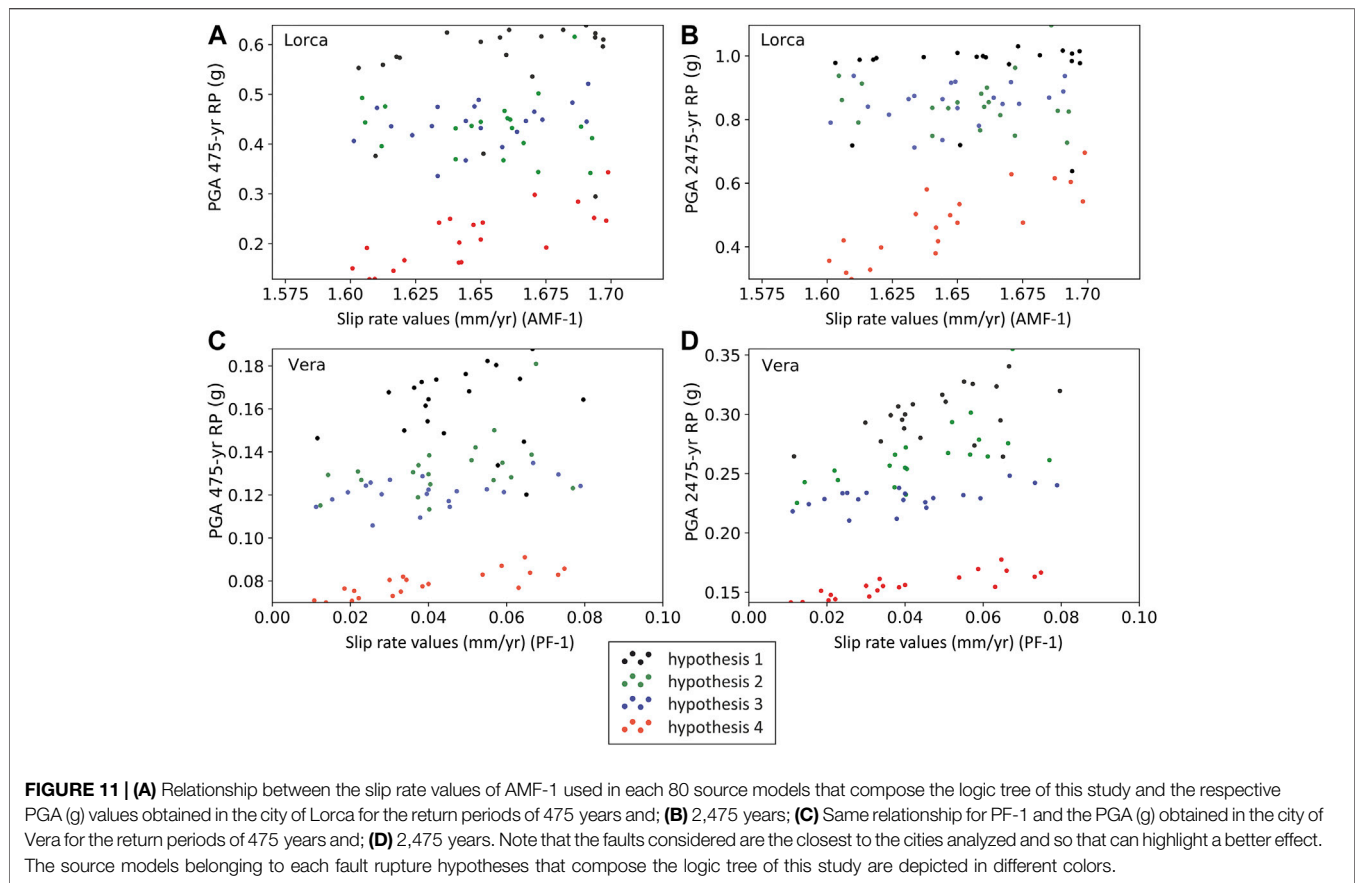 A
Lorca
PGA 475-yr RP (g)
0.6
0.5
0.4
0.3
0.2
1.575 1.60 1.625 1.65 1.675 1.70
Slip rate values (mm/yr) (AMF-1)
B
Lorca
PGA 2475-yr RP (g)
1.0
0.8
0.6
0.4
1.575 1.60 1.625 1.65 1.675 1.70
Slip rate values (mm/yr) (AMF-1)
C
Vera
PGA 475-yr RP (g)
0.18
0.16
0.14
0.12
0.10
0.08
0.00 0.02 0.04 0.06 0.08 0.10
Slip rate values (mm/yr) (PF-1)
D
Vera
PGA 2475-yr RP (g)
0.35
0.30
0.25
0.20
0.15
0.00 0.02 0.04 0.06 0.08 0.10
Slip rate values (mm/yr) (PF-1)
hypothesis 1
hypothesis 2
hypothesis 3
hypothesis 4
FIGURE 11 | (A) Relationship between the slip rate values of AMF-1 used in each 80 source models that compose the logic tree of this study and the respective
PGA (g) values obtained in the city of Lorca for the return periods of 475 years and; (B) 2,475 years; (C) Same relationship for PF-1 and the PGA (g) obtained in the city of
Vera for the return periods of 475 years and; (D) 2,475 years. Note that the faults considered are the closest to the cities analyzed and so that can highlight a better effect.
The source models belonging to each fault rupture hypotheses that compose the logic tree of this study are depicted in different colors.